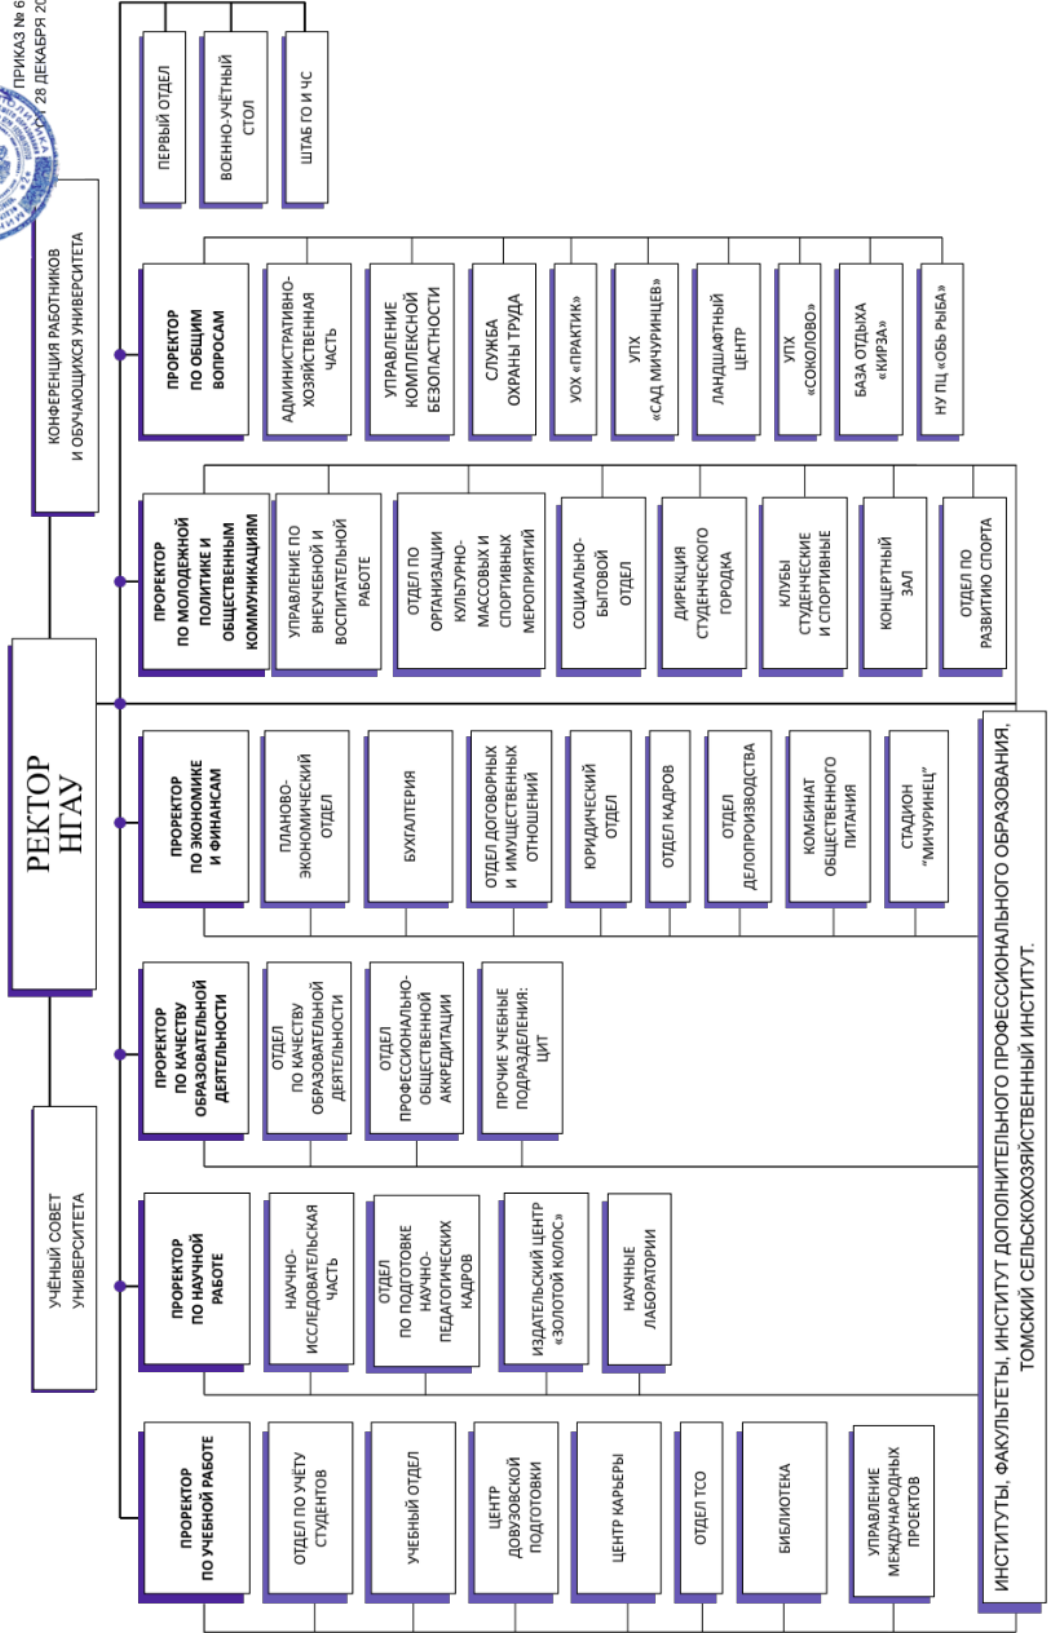 ПРИКАЗ № 6
28 ДЕКАБРЯ 20
УЧЁНЫЙ СОВЕТ
УНИВЕРСИТЕТА
РЕКТОР
НГАУ
КОНФЕРЕНЦИЯ РАБОТНИКОВ
И ОБУЧАЮЩИХСЯ УНИВЕРСИТЕТА
ПРОРЕКТОР
ПО УЧЕБНОЙ РАБОТЕ
ОТДЕЛ ПО УЧЁТУ
СТУДЕНТОВ
УЧЕБНЫЙ ОТДЕЛ
ЦЕНТР
ДОВУЗОВСКОЙ
ПОДГОТОВКИ
ЦЕНТР КАРЬЕРЫ
ОТДЕЛ ТСО
БИБЛИОТЕКА
УПРАВЛЕНИЕ
МЕЖДУНАРОДНЫХ
ПРОЕКТОВ
ПРОРЕКТОР
ПО НАУЧНОЙ
РАБОТЕ
НАУЧНО-
ИССЛЕДОВАТЕЛЬСКАЯ
ЧАСТЬ
ОТДЕЛ
ПО ПОДГОТОВКЕ
НАУЧНО-
ПЕДАГОГИЧЕСКИХ
КАДРОВ
ИЗДАТЕЛЬСКИЙ ЦЕНТР
«ЗОЛОТОЙ КОЛОС»
НАУЧНЫЕ
ЛАБОРАТОРИИ
ПРОРЕКТОР
ПО КАЧЕСТВУ
ОБРАЗОВАТЕЛЬНОЙ
ДЕЯТЕЛЬНОСТИ
ОТДЕЛ
ПО КАЧЕСТВУ
ОБРАЗОВАТЕЛЬНОЙ
ДЕЯТЕЛЬНОСТИ
ОТДЕЛ
ПРОФЕССИОНАЛЬНО-
ОБЩЕСТВЕННОЙ
АККРЕДИТАЦИИ
ПРОЧИЕ УЧЕБНЫЕ
ПОДРАЗДЕЛЕНИЯ:
ЦИТ
ПРОРЕКТОР
ПО ЭКОНОМИКЕ
И ФИНАНСАМ
ПЛАНОВО-
ЭКОНОМИЧЕСКИЙ
ОТДЕЛ
БУХГАЛТЕРИЯ
ОТДЕЛ ДОГОВОРНЫХ
И ИМУЩЕСТВЕННЫХ
ОТНОШЕНИЙ
ЮРИДИЧЕСКИЙ
ОТДЕЛ
ОТДЕЛ КАДРОВ
ОТДЕЛ
ДЕЛОПРОИЗВОДСТВА
КОМБИНАТ
ОБЩЕСТВЕННОГО
ПИТАНИЯ
СТАДИОН
"МИЧУРИНЕЦ"
ПРОРЕКТОР
ПО МОЛОДЕЖНОЙ
ПОЛИТИКЕ И
ОБЩЕСТВЕННЫМ
КОММУНИКАЦИЯМ
УПРАВЛЕНИЕ ПО
ВНЕУЧЕБНОЙ И
ВОСПИТАТЕЛЬНОЙ
РАБОТЕ
ОТДЕЛ ПО
ОРГАНИЗАЦИИ
КУЛЬТУРНО-
МАССОВЫХ И
СПОРТИВНЫХ
МЕРОПРИЯТИЙ
СОЦИАЛЬНО-
БЫТОВОЙ
ОТДЕЛ
ДИРЕКЦИЯ
СТУДЕНЧЕСКОГО
ГОРОДКА
КЛУБЫ
СТУДЕНЧЕСКИЕ
И СПОРТИВНЫЕ
КОНЦЕРТНЫЙ
ЗАЛ
ОТДЕЛ ПО
РАЗВИТИЮ СПОРТА
ПРОРЕКТОР
ПО ОБЩИМ
ВОПРОСАМ
АДМИНИСТРАТИВНО-
ХОЗЯЙСТВЕННАЯ
ЧАСТЬ
УПРАВЛЕНИЕ
КОМПЛЕКСНОЙ
БЕЗОПАСТНОСТИ
СЛУЖБА
ОХРАНЫ ТРУДА
УОХ «ПРАКТИК»
УПХ
«САД МИЧУРИНЦЕВ»
ЛАНДШАФТНЫЙ
ЦЕНТР
УПХ
«СОКОЛОВО»
БАЗА ОТДЫХА
«КИРЗА»
НУ ПЦ «ОБЬ РЫБА»
ПЕРВЫЙ ОТДЕЛ
ВОЕННО-УЧЁТНЫЙ
СТОЛ
ШТАБ ГО И ЧС
ИНСТИТУТЫ, ФАКУЛЬТЕТЫ, ИНСТИТУТ ДОПОЛНИТЕЛЬНОГО ПРОФЕССИОНАЛЬНОГО ОБРАЗОВАНИЯ,
ТОМСКИЙ СЕЛЬСКОХОЗЯЙСТВЕННЫЙ ИНСТИТУТ.